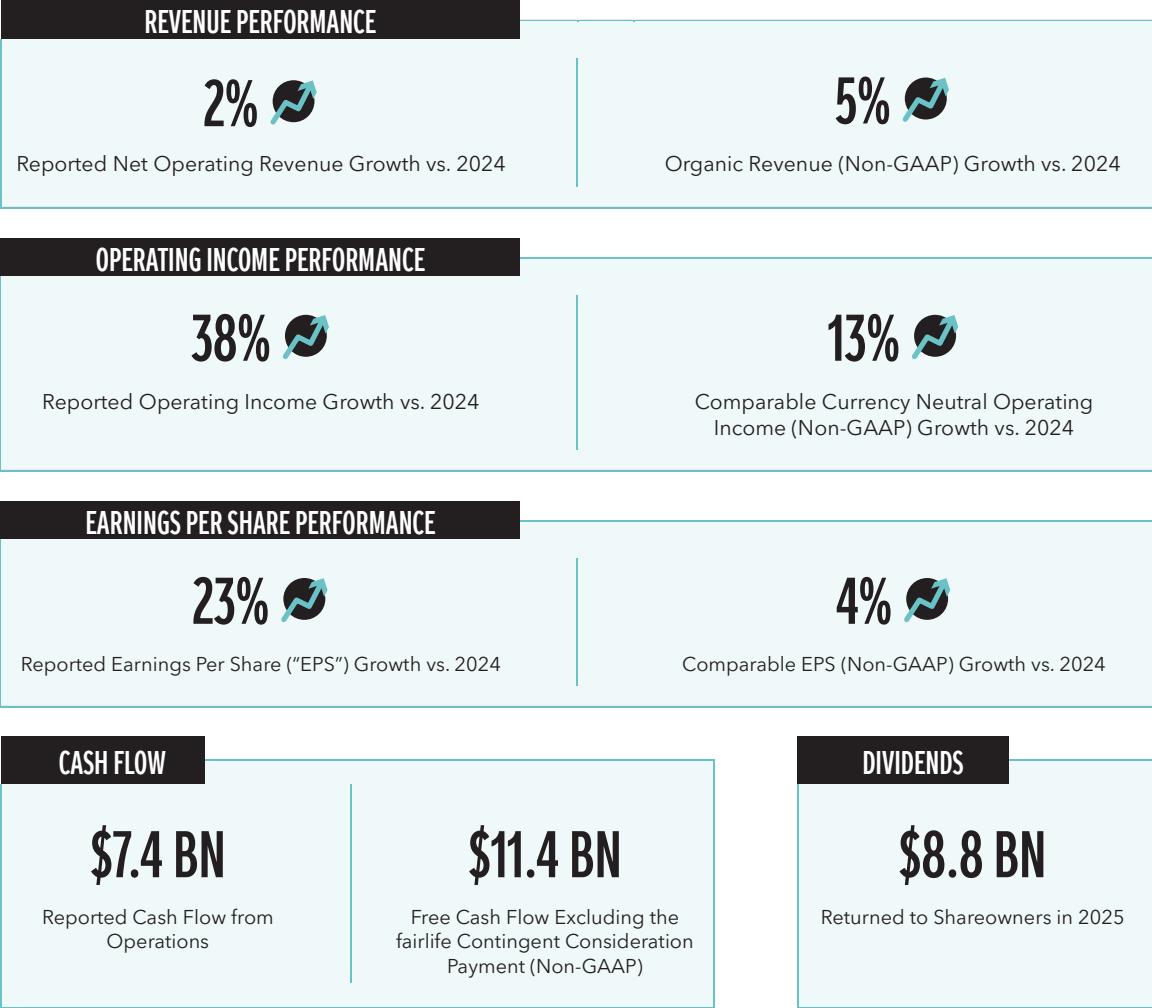 REVENUE PERFORMANCE
2%
Reported Net Operating Revenue Growth vs. 2024
5%
Organic Revenue (Non-GAAP) Growth vs. 2024
OPERATING INCOME PERFORMANCE
38%
Reported Operating Income Growth vs. 2024
13%
Comparable Currency Neutral Operating
Income (Non-GAAP) Growth vs. 2024
EARNINGS PER SHARE PERFORMANCE
23%
Reported Earnings Per Share (“EPS”) Growth vs. 2024
4%
Comparable EPS (Non-GAAP) Growth vs. 2024
CASH FLOW
$7.4 BN
Reported Cash Flow from
Operations
$11.4 BN
Free Cash Flow Excluding the
fairlife Contingent Consideration
Payment (Non-GAAP)
DIVIDENDS
$8.8 BN
Returned to Shareowners in 2025